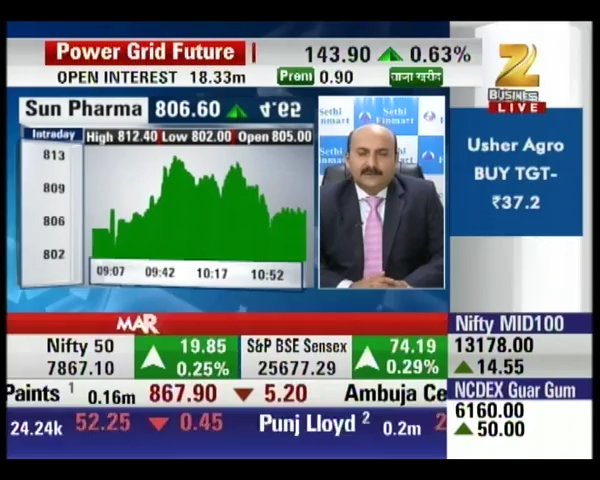 Power Grid Future 143.90 0.63%
OPEN INTEREST 18.33m Prem 0.90 ताजा खरीद
Z
BUSINESS
LIVE
Sun Pharma 806.60
Intraday High 812.40 Low 802.00 Open 805.00
813
809
806
802
09:07 09:42 10:17 10:52
Sethi
Finmart
Usher Agro
BUY TGT-
₹37.2
MAR
Nifty 50 19.85 S&P BSE Sensex 74.19
7867.10 0.25% 25677.29 0.29%
Nifty MID100
13178.00
14.55
Paints 1 0.16m 867.90 5.20 Ambuja Ce
NCDEX Guar Gum
6160.00
50.00
24.24k 52.25 0.45 Punj Lloyd 2 0.2m 2